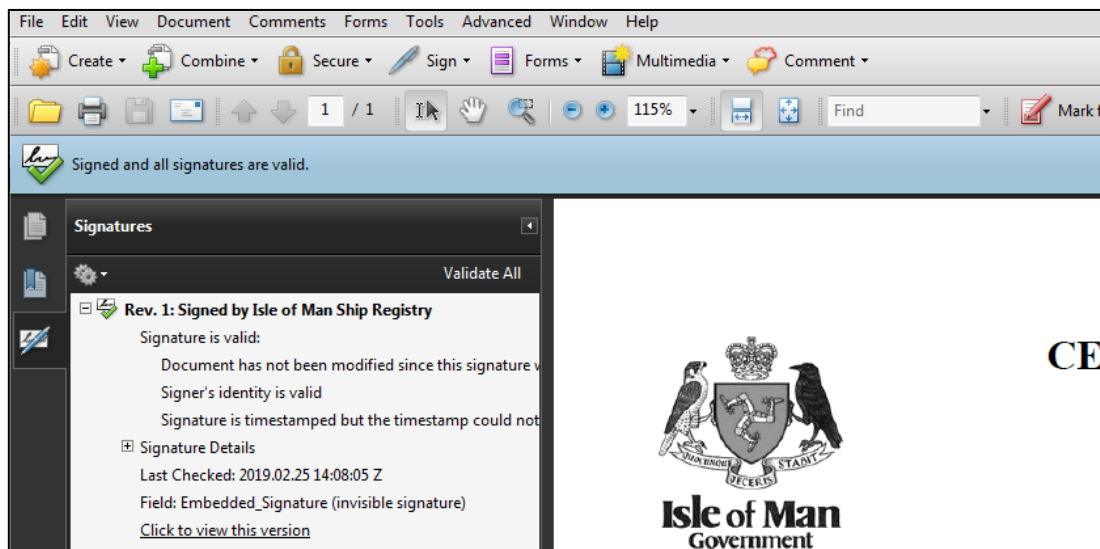 File Edit View Document Comments Forms Tools Advanced Window Help
Create Combine Secure Sign Forms Multimedia Comment
1 / 1 115% Find Mark f
Signed and all signatures are valid.
Signatures
Validate All
Rev. 1: Signed by Isle of Man Ship Registry
Signature is valid:
Document has not been modified since this signature w
Signer's identity is valid
Signature is timestamped but the timestamp could not
Signature Details
Last Checked: 2019.02.25 14:08:05 Z
Field: Embedded_Signature (invisible signature)
Click to view this version
CE
QUOCUNQUE JECERIS STABIT
Isle of Man
Government